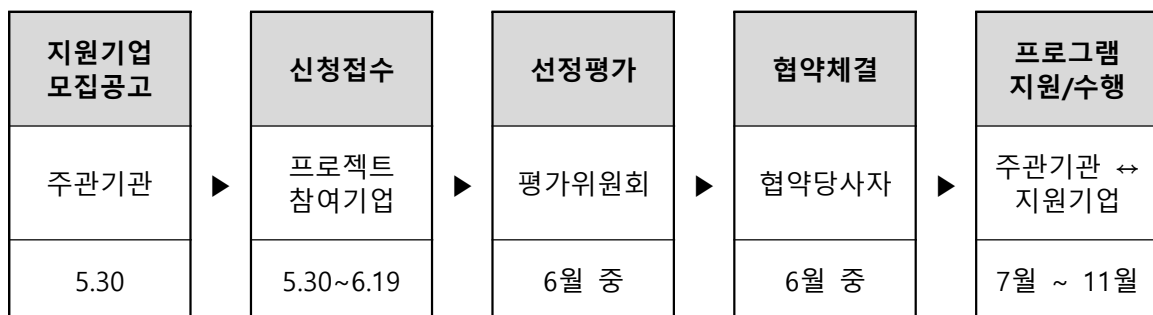 지원기업
모집공고
주관기관
5.30
▶
신청접수
프로젝트
참여기업
5.30~6.19
▶
선정평가
평가위원회
6월 중
▶
협약체결
협약당사자
6월 중
▶
프로그램
지원/수행
주관기관 ↔
지원기업
7월 ~ 11월